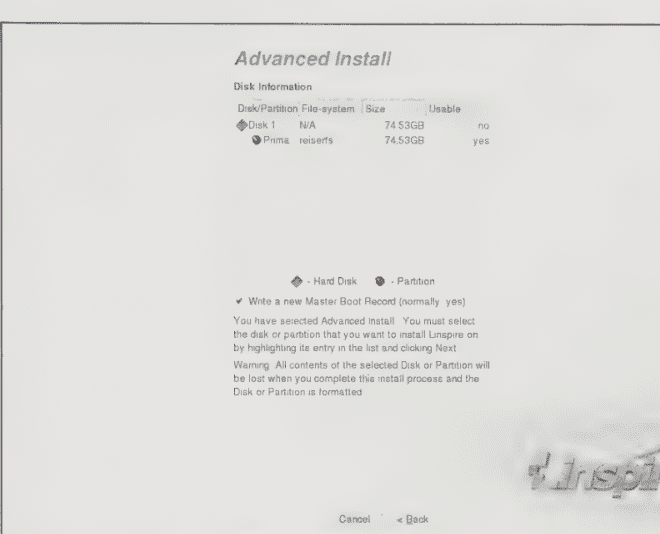 Advanced Install
Disk Information
Disk/Partition File-system Size Usable
Disk 1 N/A 74.53GB no
Prima reiserfs 74.53GB yes
- Hard Disk - Partition
✔ Write a new Master Boot Record (normally yes)
You have selected Advanced Install You must select
the disk or partition that you want to install Linspire on
by highlighting its entry in the list and clicking Next
Warning All contents of the selected Disk or Partition will
be lost when you complete this install process and the
Disk or Partition is formatted
Linspi
Cancel < Back